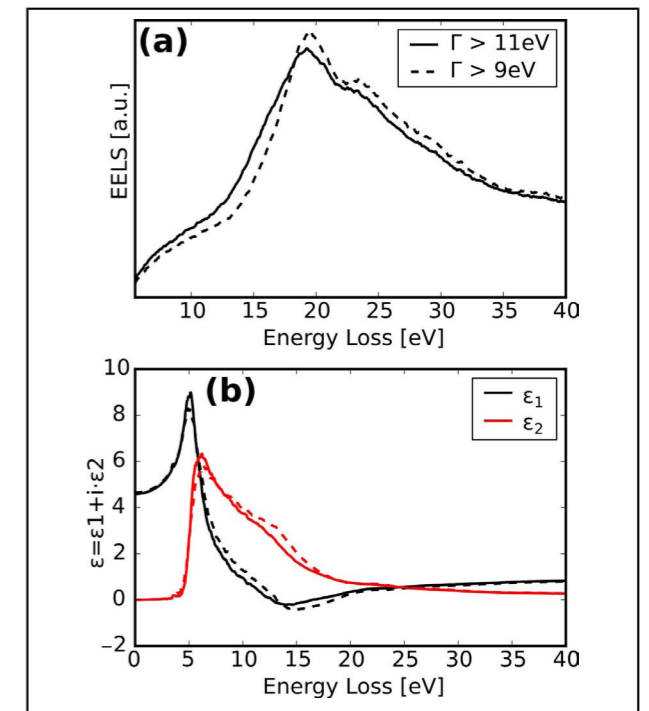 (a)
Γ > 11eV
Γ > 9eV
EELS [a.u.]
10 15 20 25 30 35 40
Energy Loss [eV]
10
(b)
ε₁
ε₂
8
6
4
2
0
−2
ε=ε1+i·ε2
0 5 10 15 20 25 30 35 40
Energy Loss [eV]